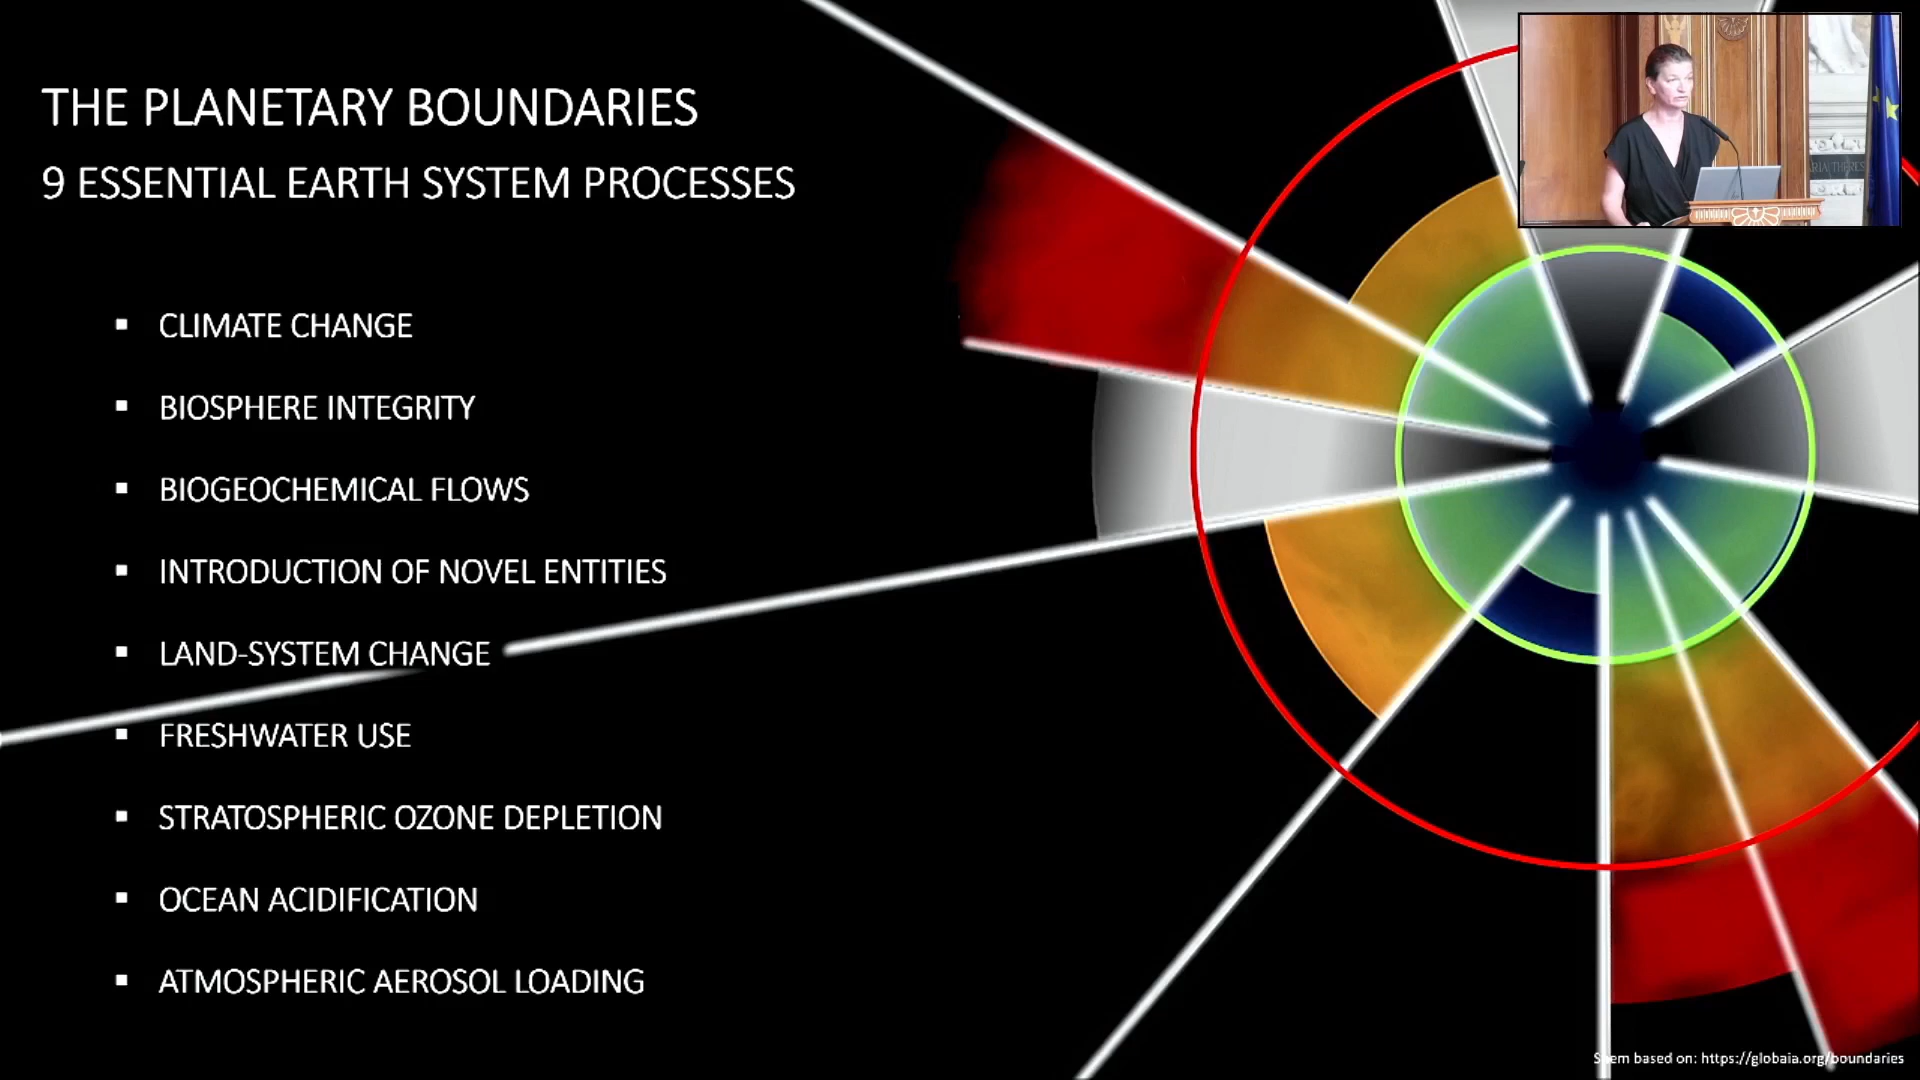 THE PLANETARY BOUNDARIES
9 ESSENTIAL EARTH SYSTEM PROCESSES
CLIMATE CHANGE
BIOSPHERE INTEGRITY
BIOGEOCHEMICAL FLOWS
INTRODUCTION OF NOVEL ENTITIES
LAND-SYSTEM CHANGE
FRESHWATER USE
STRATOSPHERIC OZONE DEPLETION
OCEAN ACIDIFICATION
ATMOSPHERIC AEROSOL LOADING
based on: https://globaia.org/boundaries